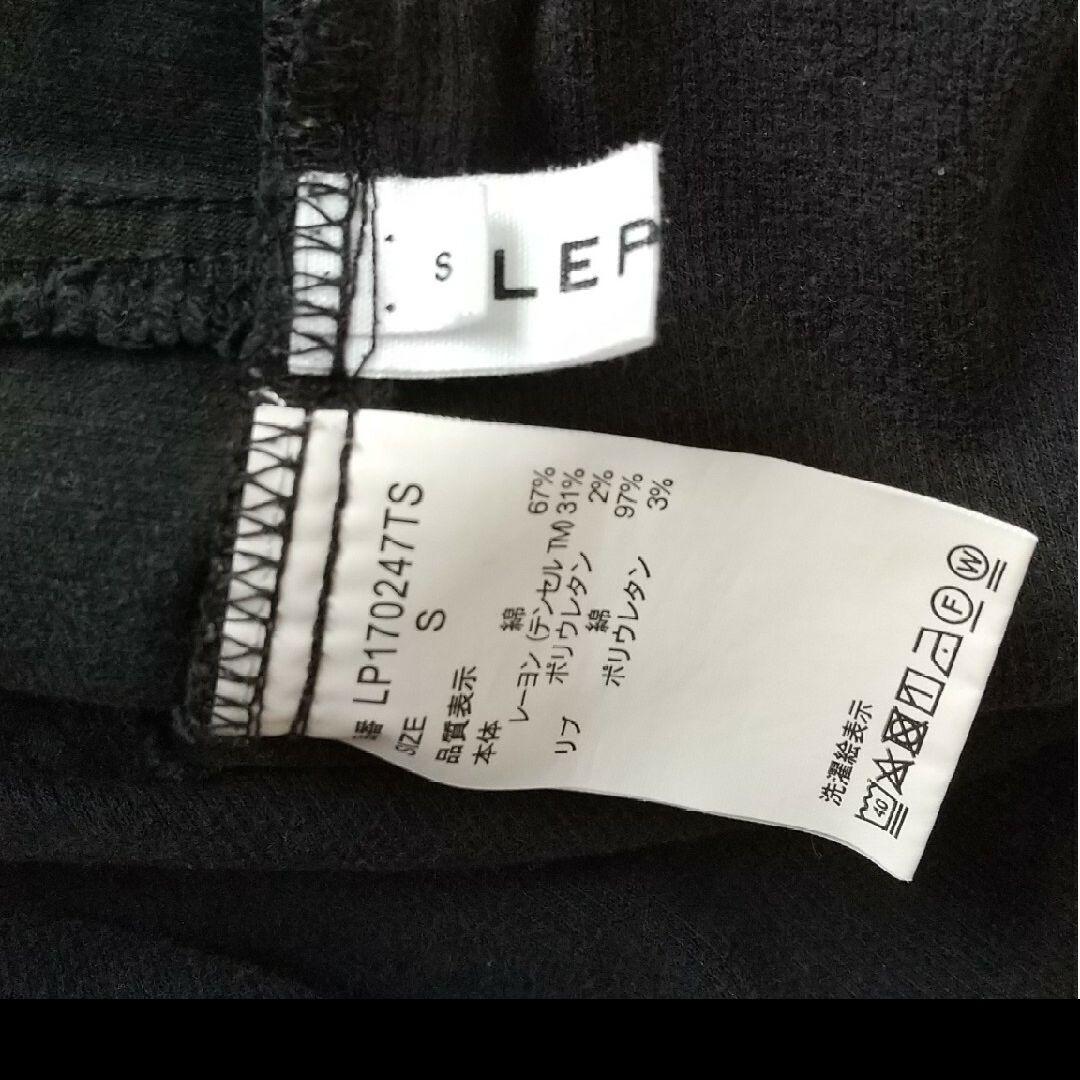 S
LEP
番 LP170247TS
SIZE S
品質表示
本体 綿 67%
レーヨン (テンセル TM) 31%
ポリウレタン 2%
リブ 綿 97%
ポリウレタン 3%
洗濯絵表示
40 F W